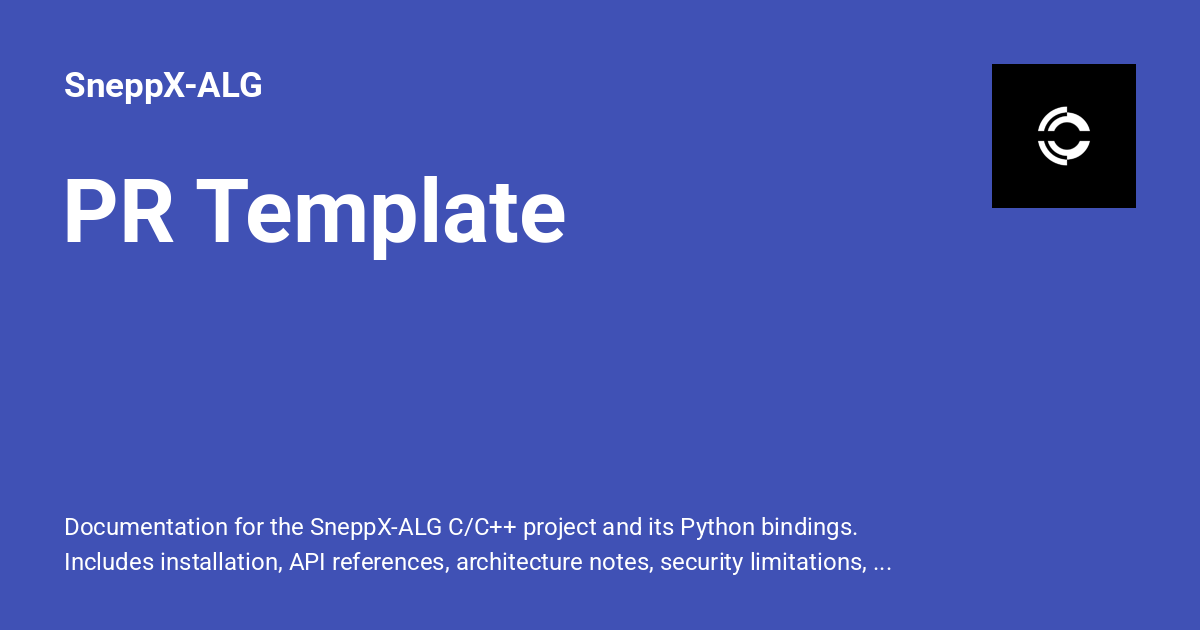 SneppX-ALG
PR Template
Documentation for the SneppX-ALG C/C++ project and its Python bindings.
Includes installation, API references, architecture notes, security limitations, ...